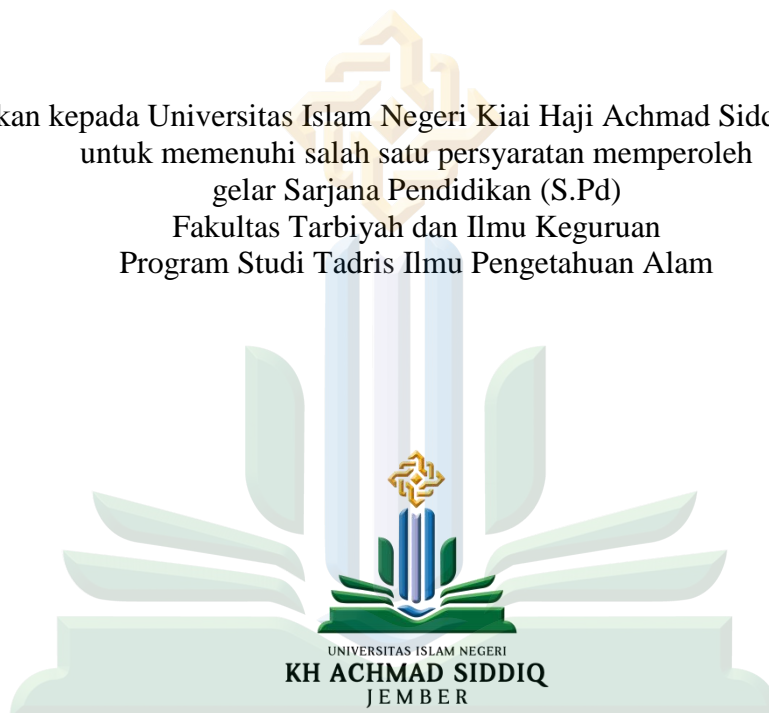 kan kepada Universitas Islam Negeri Kiai Haji Achmad Sidd
untuk memenuhi salah satu persyaratan memperoleh
gelar Sarjana Pendidikan (S.Pd)
Fakultas Tarbiyah dan Ilmu Keguruan
Program Studi Tadris Ilmu Pengetahuan Alam
UNIVERSITAS ISLAM NEGERI
KH ACHMAD SIDDIQ
JEMBER